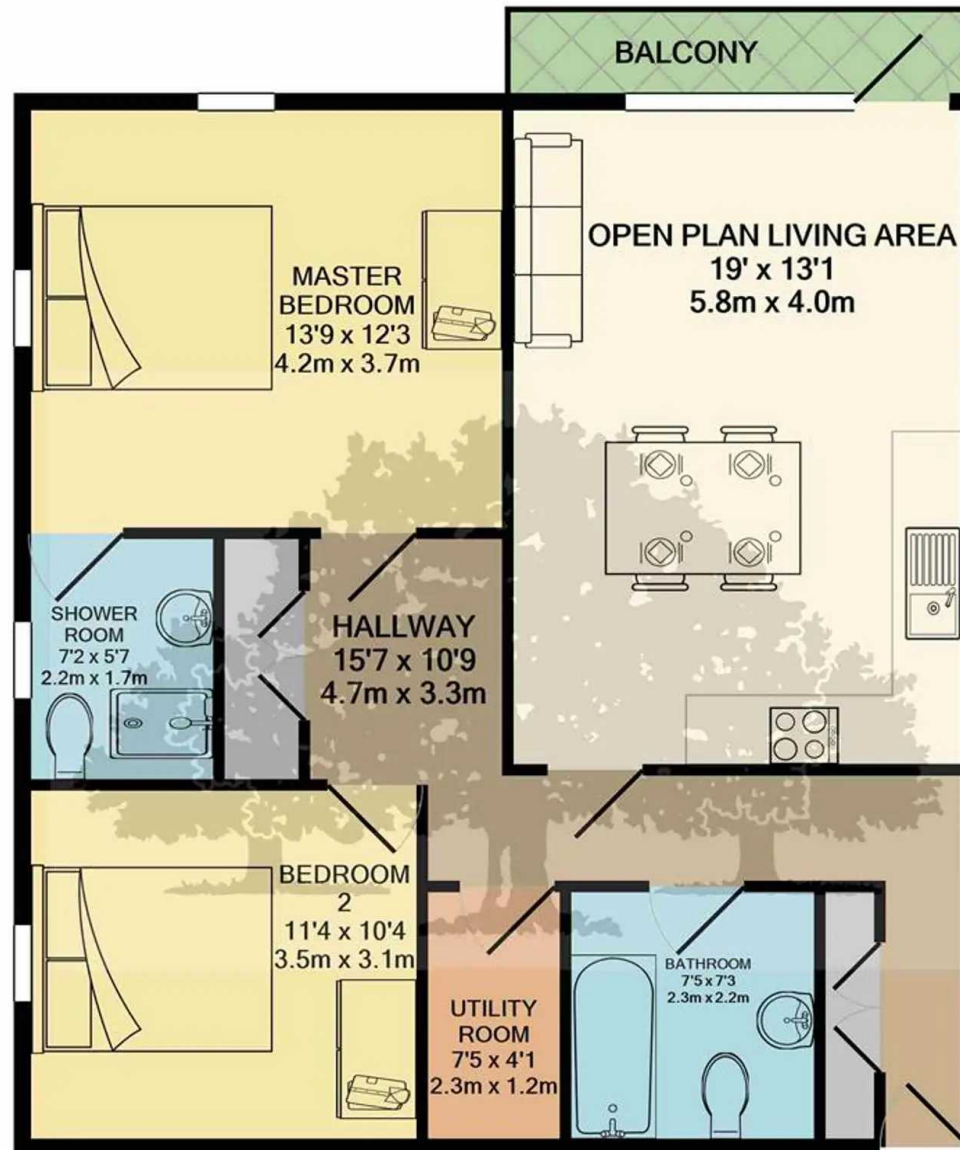 BALCONY
OPEN PLAN LIVING AREA
19' x 13'1
5.8m x 4.0m
MASTER
BEDROOM
13'9 x 12'3
4.2m x 3.7m
SHOWER
ROOM
7'2 x 5'7
2.2m x 1.7m
HALLWAY
15'7 x 10'9
4.7m x 3.3m
BEDROOM
2
11'4 x 10'4
3.5m x 3.1m
UTILITY
ROOM
7'5 x 4'1
2.3m x 1.2m
BATHROOM
7'5 x 7'3
2.3m x 2.2m